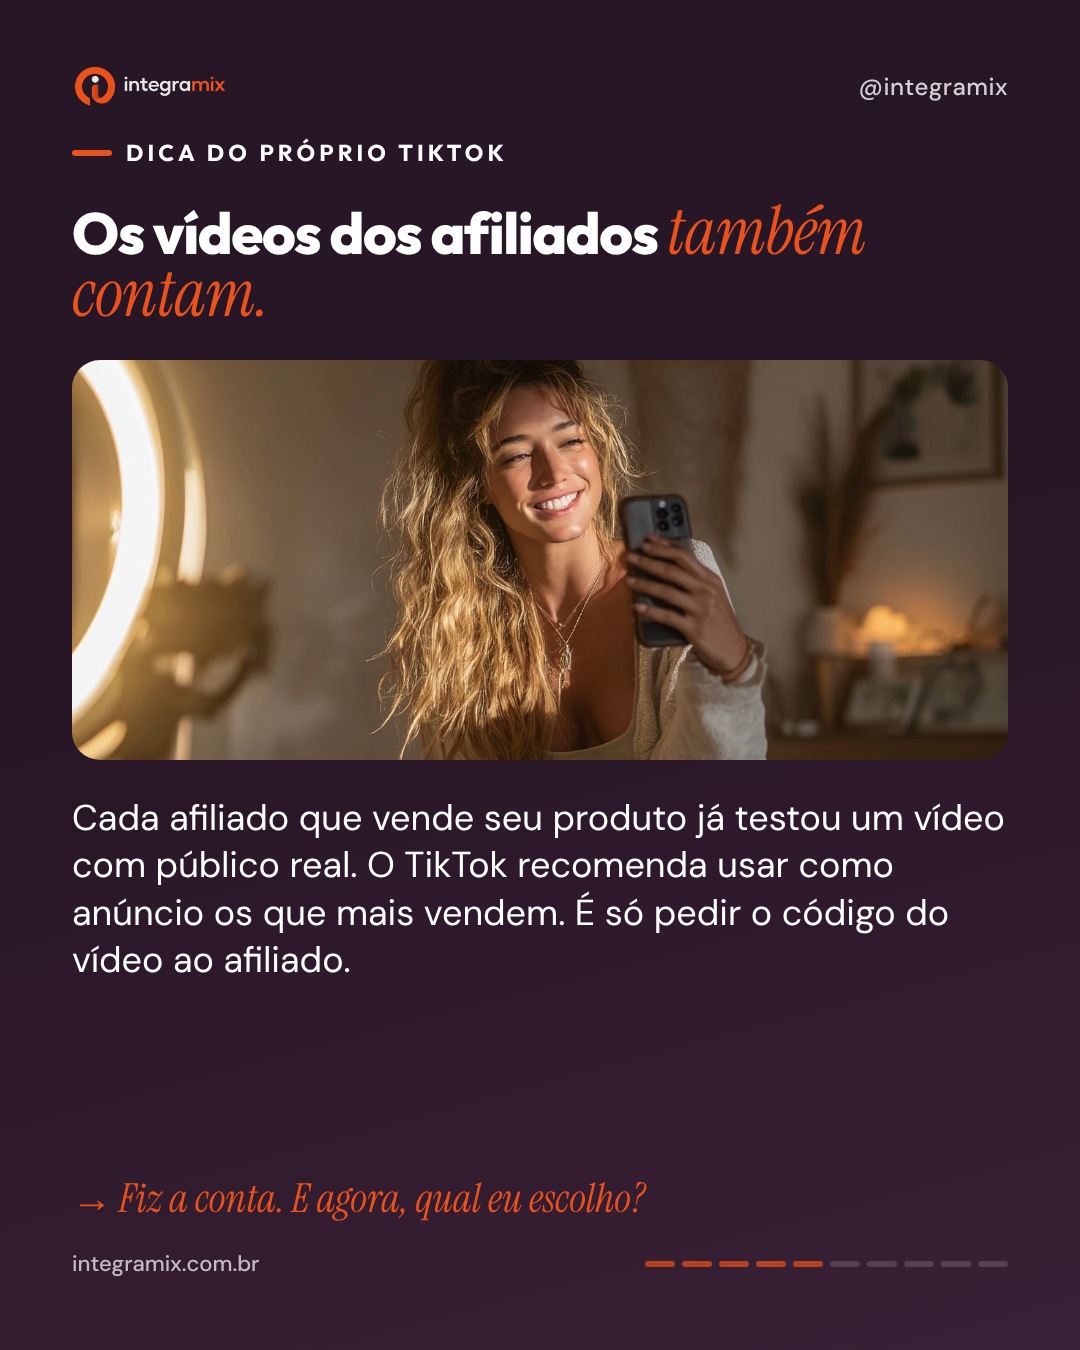 integramix
@integramix
DICA DO PRÓPRIO TIKTOK
Os vídeos dos afiliados também
contam.
Cada afiliado que vende seu produto já testou um vídeo
com público real. O TikTok recomenda usar como
anúncio os que mais vendem. É só pedir o código do
vídeo ao afiliado.
→ Fiz a conta. E agora, qual eu escolho?
integramix.com.br